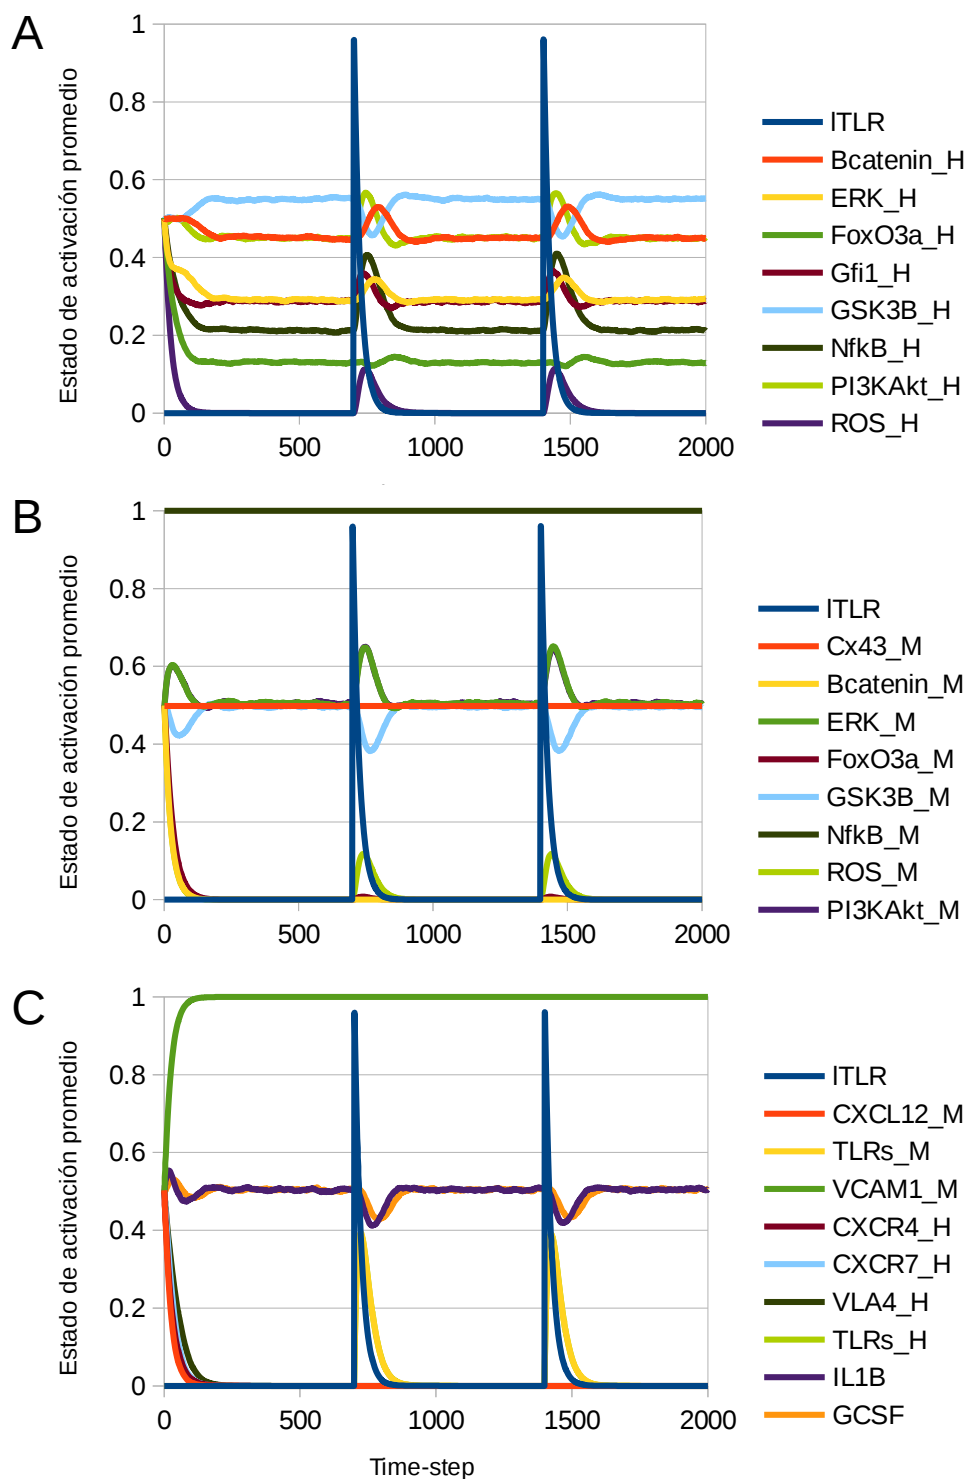 A
Estado de activación promedio
1
0.8
0.6
0.4
0.2
0
0 500 1000 1500 2000
lTLR
Bcatenin_H
ERK_H
FoxO3a_H
Gfi1_H
GSK3B_H
NfkB_H
PI3KAkt_H
ROS_H
B
Estado de activación promedio
1
0.8
0.6
0.4
0.2
0
0 500 1000 1500 2000
lTLR
Cx43_M
Bcatenin_M
ERK_M
FoxO3a_M
GSK3B_M
NfkB_M
ROS_M
PI3KAkt_M
C
Estado de activación promedio
1
0.8
0.6
0.4
0.2
0
0 500 1000 1500 2000
Time-step
lTLR
CXCL12_M
TLRs_M
VCAM1_M
CXCR4_H
CXCR7_H
VLA4_H
TLRs_H
IL1B
GCSF